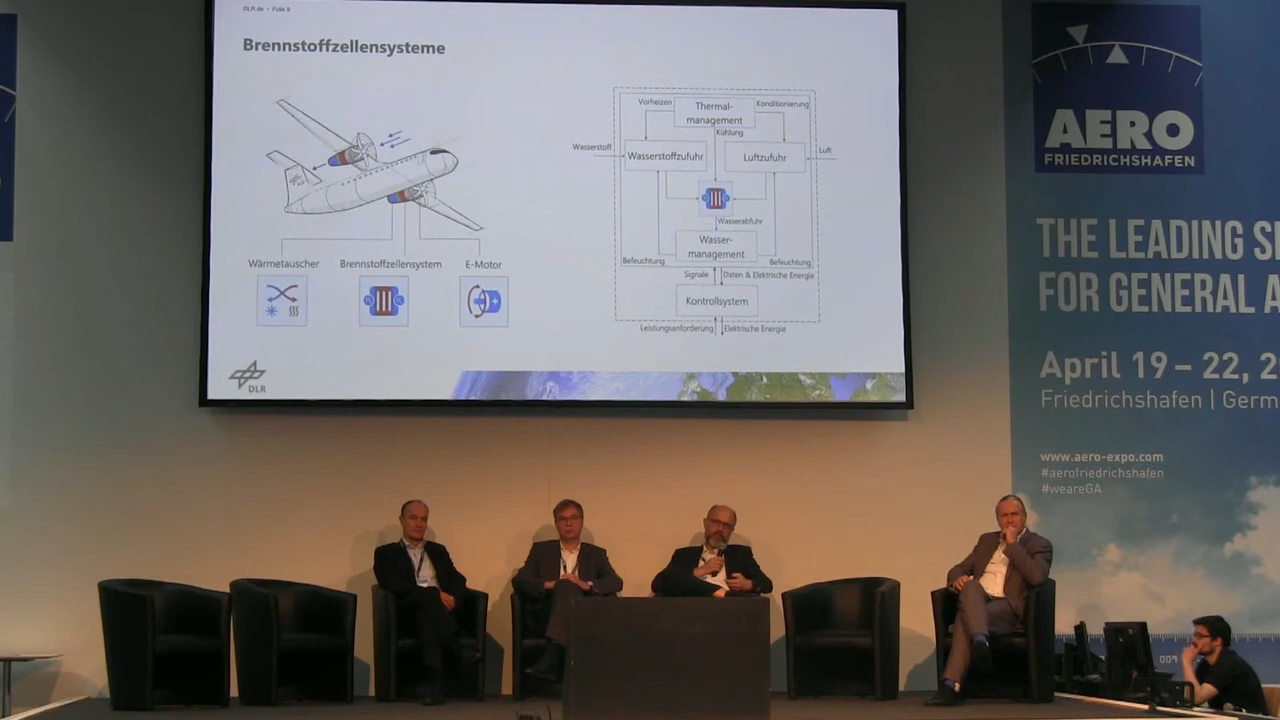 DLR.de • Folie 9
Brennstoffzellensysteme
Wärmetauscher
Brennstoffzellensystem
E-Motor
Vorheizen
Thermal-
management
Konditionierung
Kühlung
Wasserstoff
Wasserstoffzufuhr
Luftzufuhr
Luft
Wasserabfuhr
Wasser-
management
Befeuchtung
Befeuchtung
Signale
Daten & Elektrische Energie
Kontrollsystem
Leistungsanforderung
Elektrische Energie
DLR
AERO
FRIEDRICHSHAFEN
THE LEADING S
FOR GENERAL A
April 19 – 22, 2
Friedrichshafen | Germ
www.aero-expo.com
#aerofriedrichshafen
#weareGA